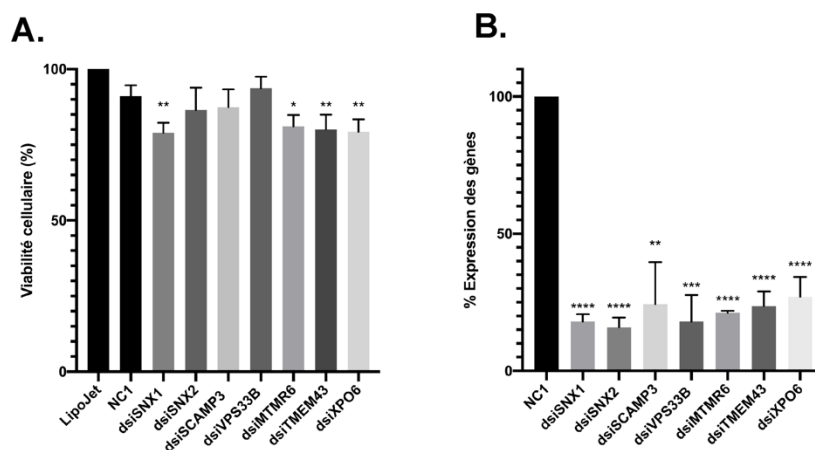 A.
Viabilité cellulaire (%)
100
50
0
**
*
**
**
LipoJet
NC1
dsiSNX1
dsiSNX2
dsiSCAMP3
dsiVPS33B
dsiMTMR6
dsiTMEM43
dsiXPO6
B.
% Expression des gènes
100
50
0
****
****
**
***
****
****
****
NC1
dsiSNX1
dsiSNX2
dsiSCAMP3
dsiVPS33B
dsiMTMR6
dsiTMEM43
dsiXPO6